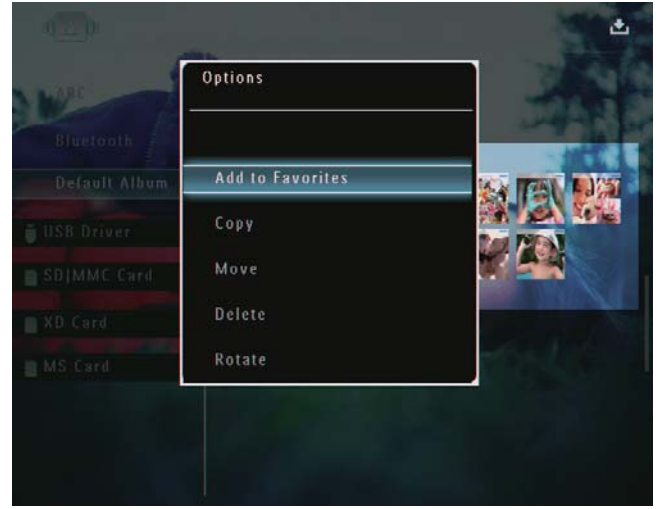 Options
ABC
Bluetooth
Add to Favorites
Default Album
Copy
USB Driver
Move
SD|MMC Card
Delete
XD Card
Rotate
MS Card